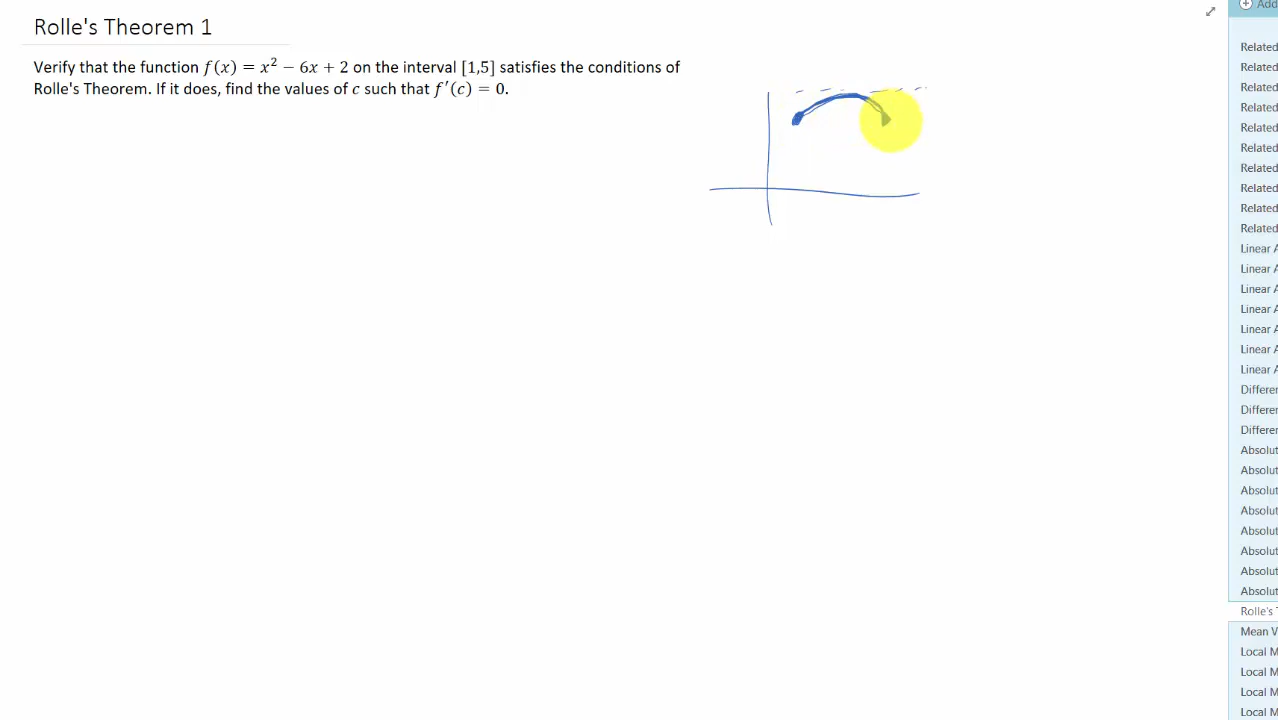 Rolle's Theorem 1
Add
Verify that the function f(x) = x² − 6x + 2 on the interval [1,5] satisfies the conditions of
Rolle's Theorem. If it does, find the values of c such that f′(c) = 0.
Related
Related
Related
Related
Related
Related
Related
Related
Related
Related
Linear A
Linear A
Linear A
Linear A
Linear A
Linear A
Linear A
Differen
Differen
Differen
Absolut
Absolut
Absolut
Absolut
Absolut
Absolut
Absolut
Absolut
Rolle's T
Mean V
Local M
Local M
Local M
Local M